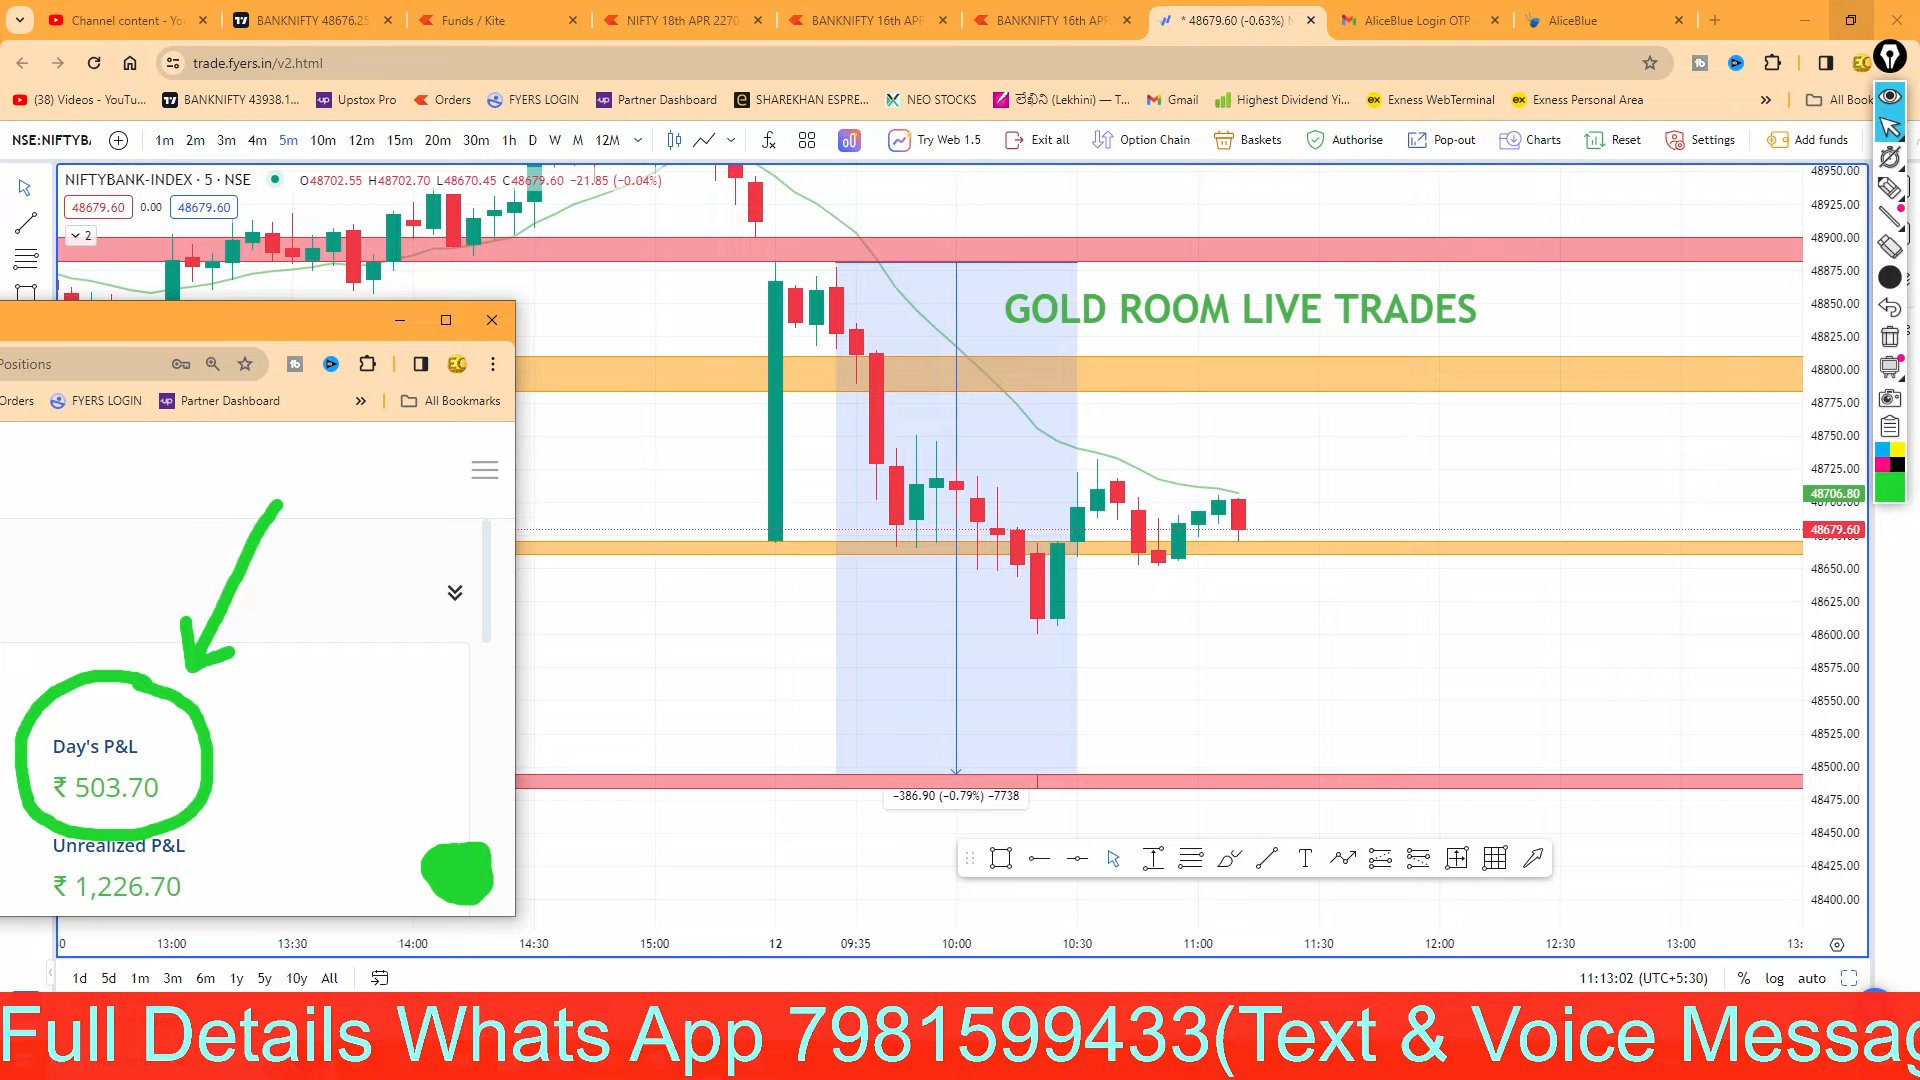 Channel content - Yo
BANKNIFTY 48676.25
Funds / Kite
NIFTY 18th APR 2270
BANKNIFTY 16th APR
BANKNIFTY 16th APR
* 48679.60 (-0.63%) N
AliceBlue Login OTP
AliceBlue
trade.fyers.in/v2.html
(38) Videos - YouTu...
BANKNIFTY 43938.1...
Upstox Pro
Orders
FYERS LOGIN
Partner Dashboard
SHAREKHAN ESPRE...
NEO STOCKS
Gmail
Highest Dividend Yi...
Exness WebTerminal
Exness Personal Area
All Book
NSE:NIFTYBA
1m 2m 3m 4m 5m 10m 12m 15m 20m 30m 1h D W M 12M
Try Web 1.5
Exit all
Option Chain
Baskets
Authorise
Pop-out
Charts
Reset
Settings
Add funds
NIFTYBANK-INDEX · 5 · NSE
O48702.55 H48702.70 L48670.45 C48679.60 −21.85 (−0.04%)
48679.60 0.00 48679.60
2
GOLD ROOM LIVE TRADES
Positions
Orders
FYERS LOGIN
Partner Dashboard
All Bookmarks
Day's P&L
₹ 503.70
Unrealized P&L
₹ 1,226.70
−386.90 (−0.79%) −7738
48950.00
48925.00
48900.00
48875.00
48850.00
48825.00
48800.00
48775.00
48750.00
48725.00
48706.80
48679.60
48650.00
48625.00
48600.00
48575.00
48550.00
48525.00
48500.00
48475.00
48450.00
48425.00
48400.00
13:00 13:30 14:00 14:30 15:00 12 09:35 10:00 10:30 11:00 11:30 12:00 12:30 13:00 13:
1d 5d 1m 3m 6m 1y 5y 10y All
11:13:02 (UTC+5:30)
% log auto
Full Details Whats App 7981599433(Text & Voice Messag